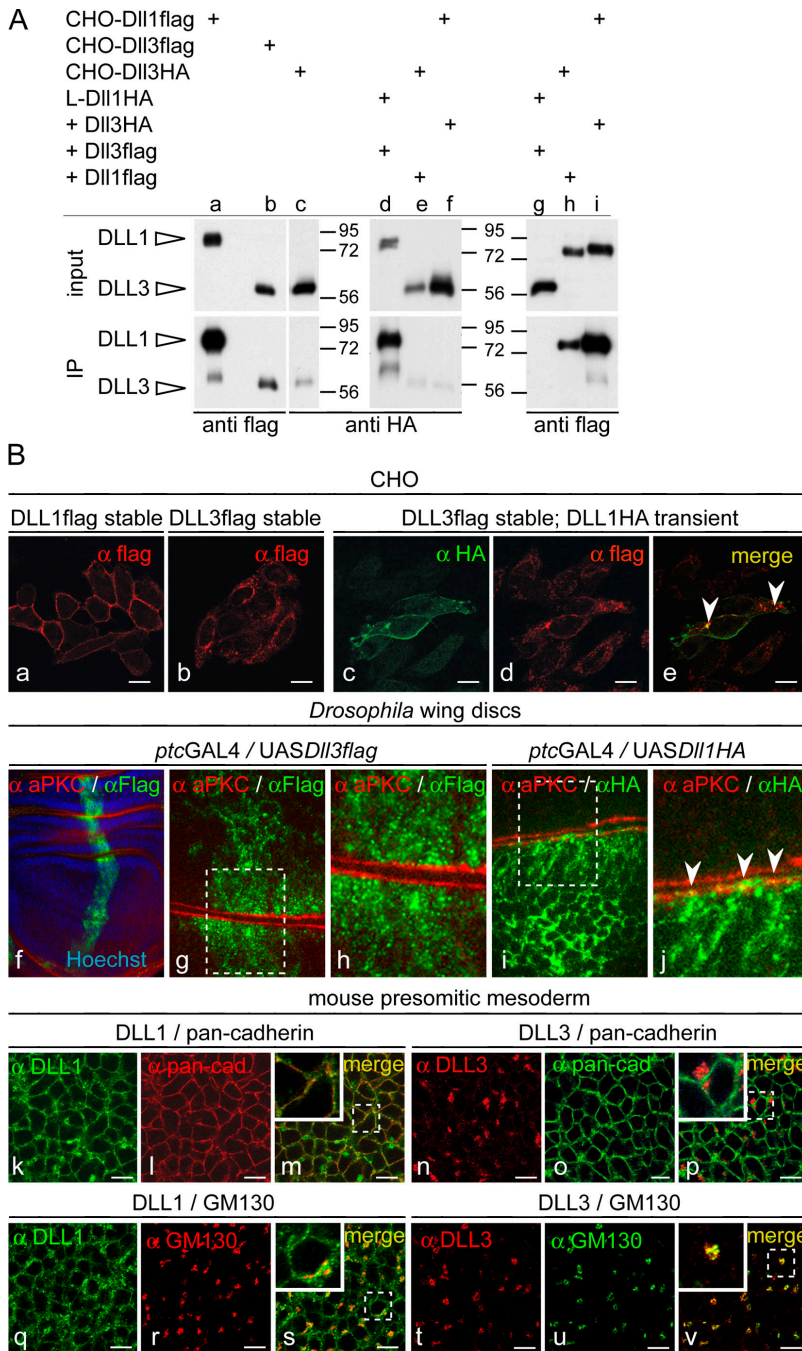 A
CHO-Dll1flag + + +
CHO-Dll3flag +
CHO-Dll3HA + + +
L-Dll1HA + +
+ Dll3HA + +
+ Dll3flag + +
+ Dll1flag + +
a b c d e f g h i
input
DLL1
DLL3
95
72
56
95
72
56
IP
DLL1
DLL3
95
72
56
95
72
56
anti flag anti HA anti flag
B
CHO
DLL1flag stable DLL3flag stable DLL3flag stable; DLL1HA transient
α flag α flag α HA α flag merge
a b c d e
Drosophila wing discs
ptcGAL4 / UASDll3flag ptcGAL4 / UASDll1HA
α aPKC / αFlag α aPKC / αFlag α aPKC / αFlag α aPKC / αHA α aPKC / αHA
Hoechst
f g h i j
mouse presomitic mesoderm
DLL1 / pan-cadherin DLL3 / pan-cadherin
α DLL1 α pan-cad merge α DLL3 α pan-cad merge
k l m n o p
DLL1 / GM130 DLL3 / GM130
α DLL1 α GM130 merge α DLL3 α GM130 merge
q r s t u v